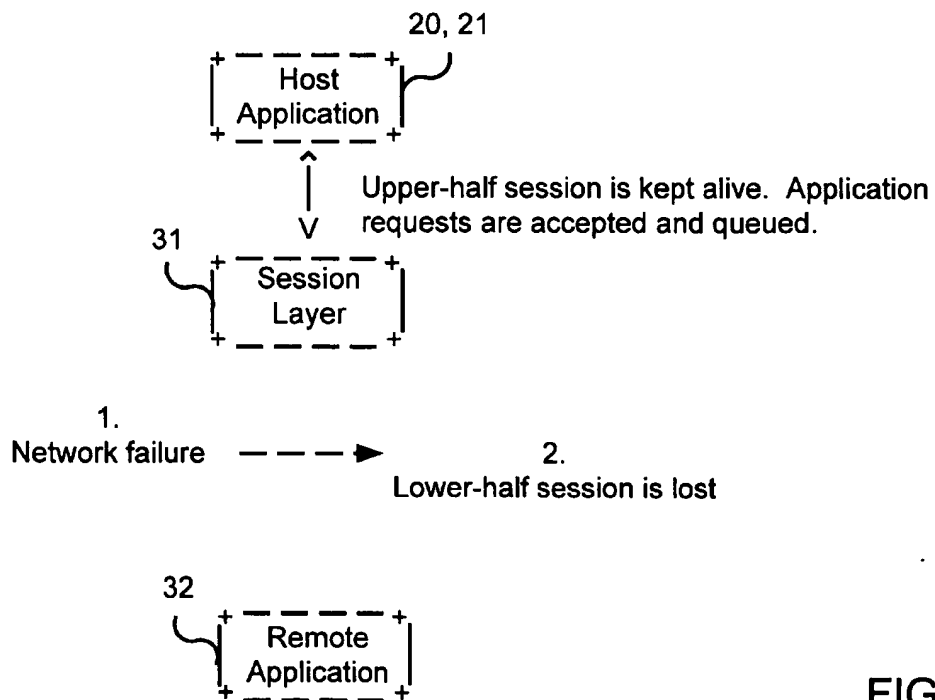 20, 21
Host
Application
Upper-half session is kept alive. Application
requests are accepted and queued.
31
Session
Layer
1.
Network failure
2.
Lower-half session is lost
32
Remote
Application
FIG